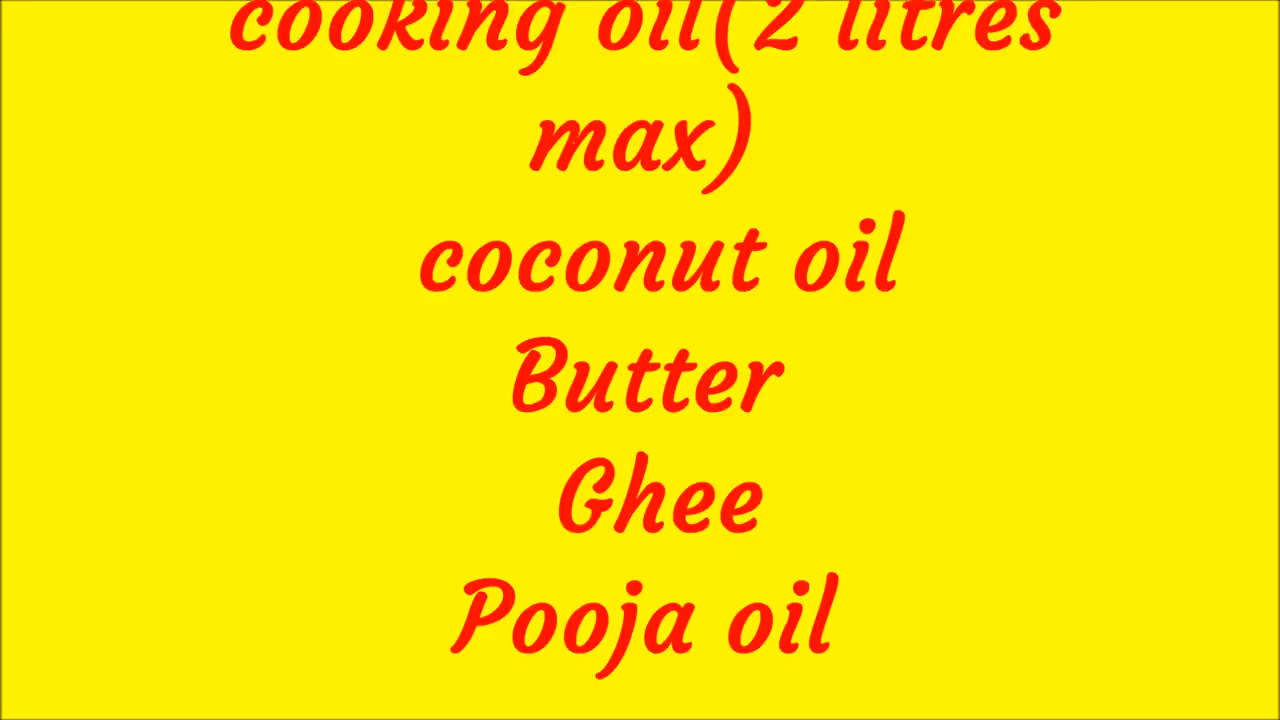 cooking oil(2 litres
max)
coconut oil
Butter
Ghee
Pooja oil